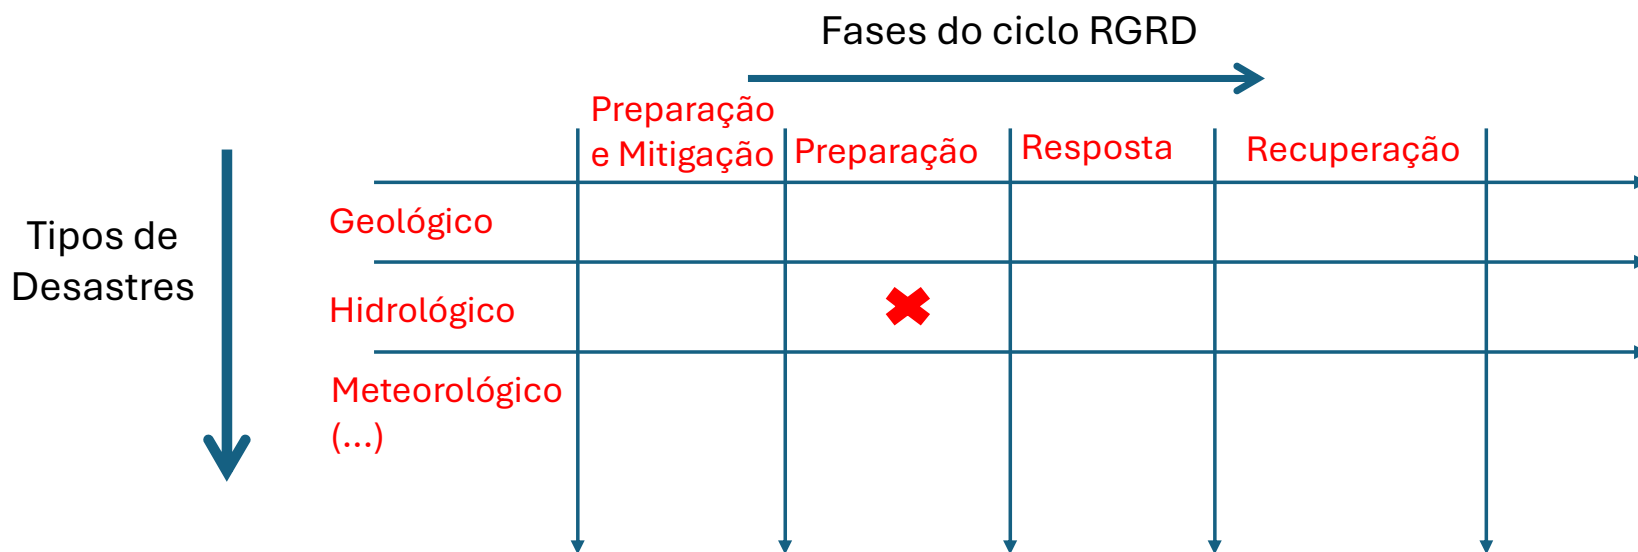 Fases do ciclo RGRD
Preparação
e Mitigação
Preparação
Resposta
Recuperação
Tipos de
Desastres
Geológico
Hidrológico
Meteorológico
(...)